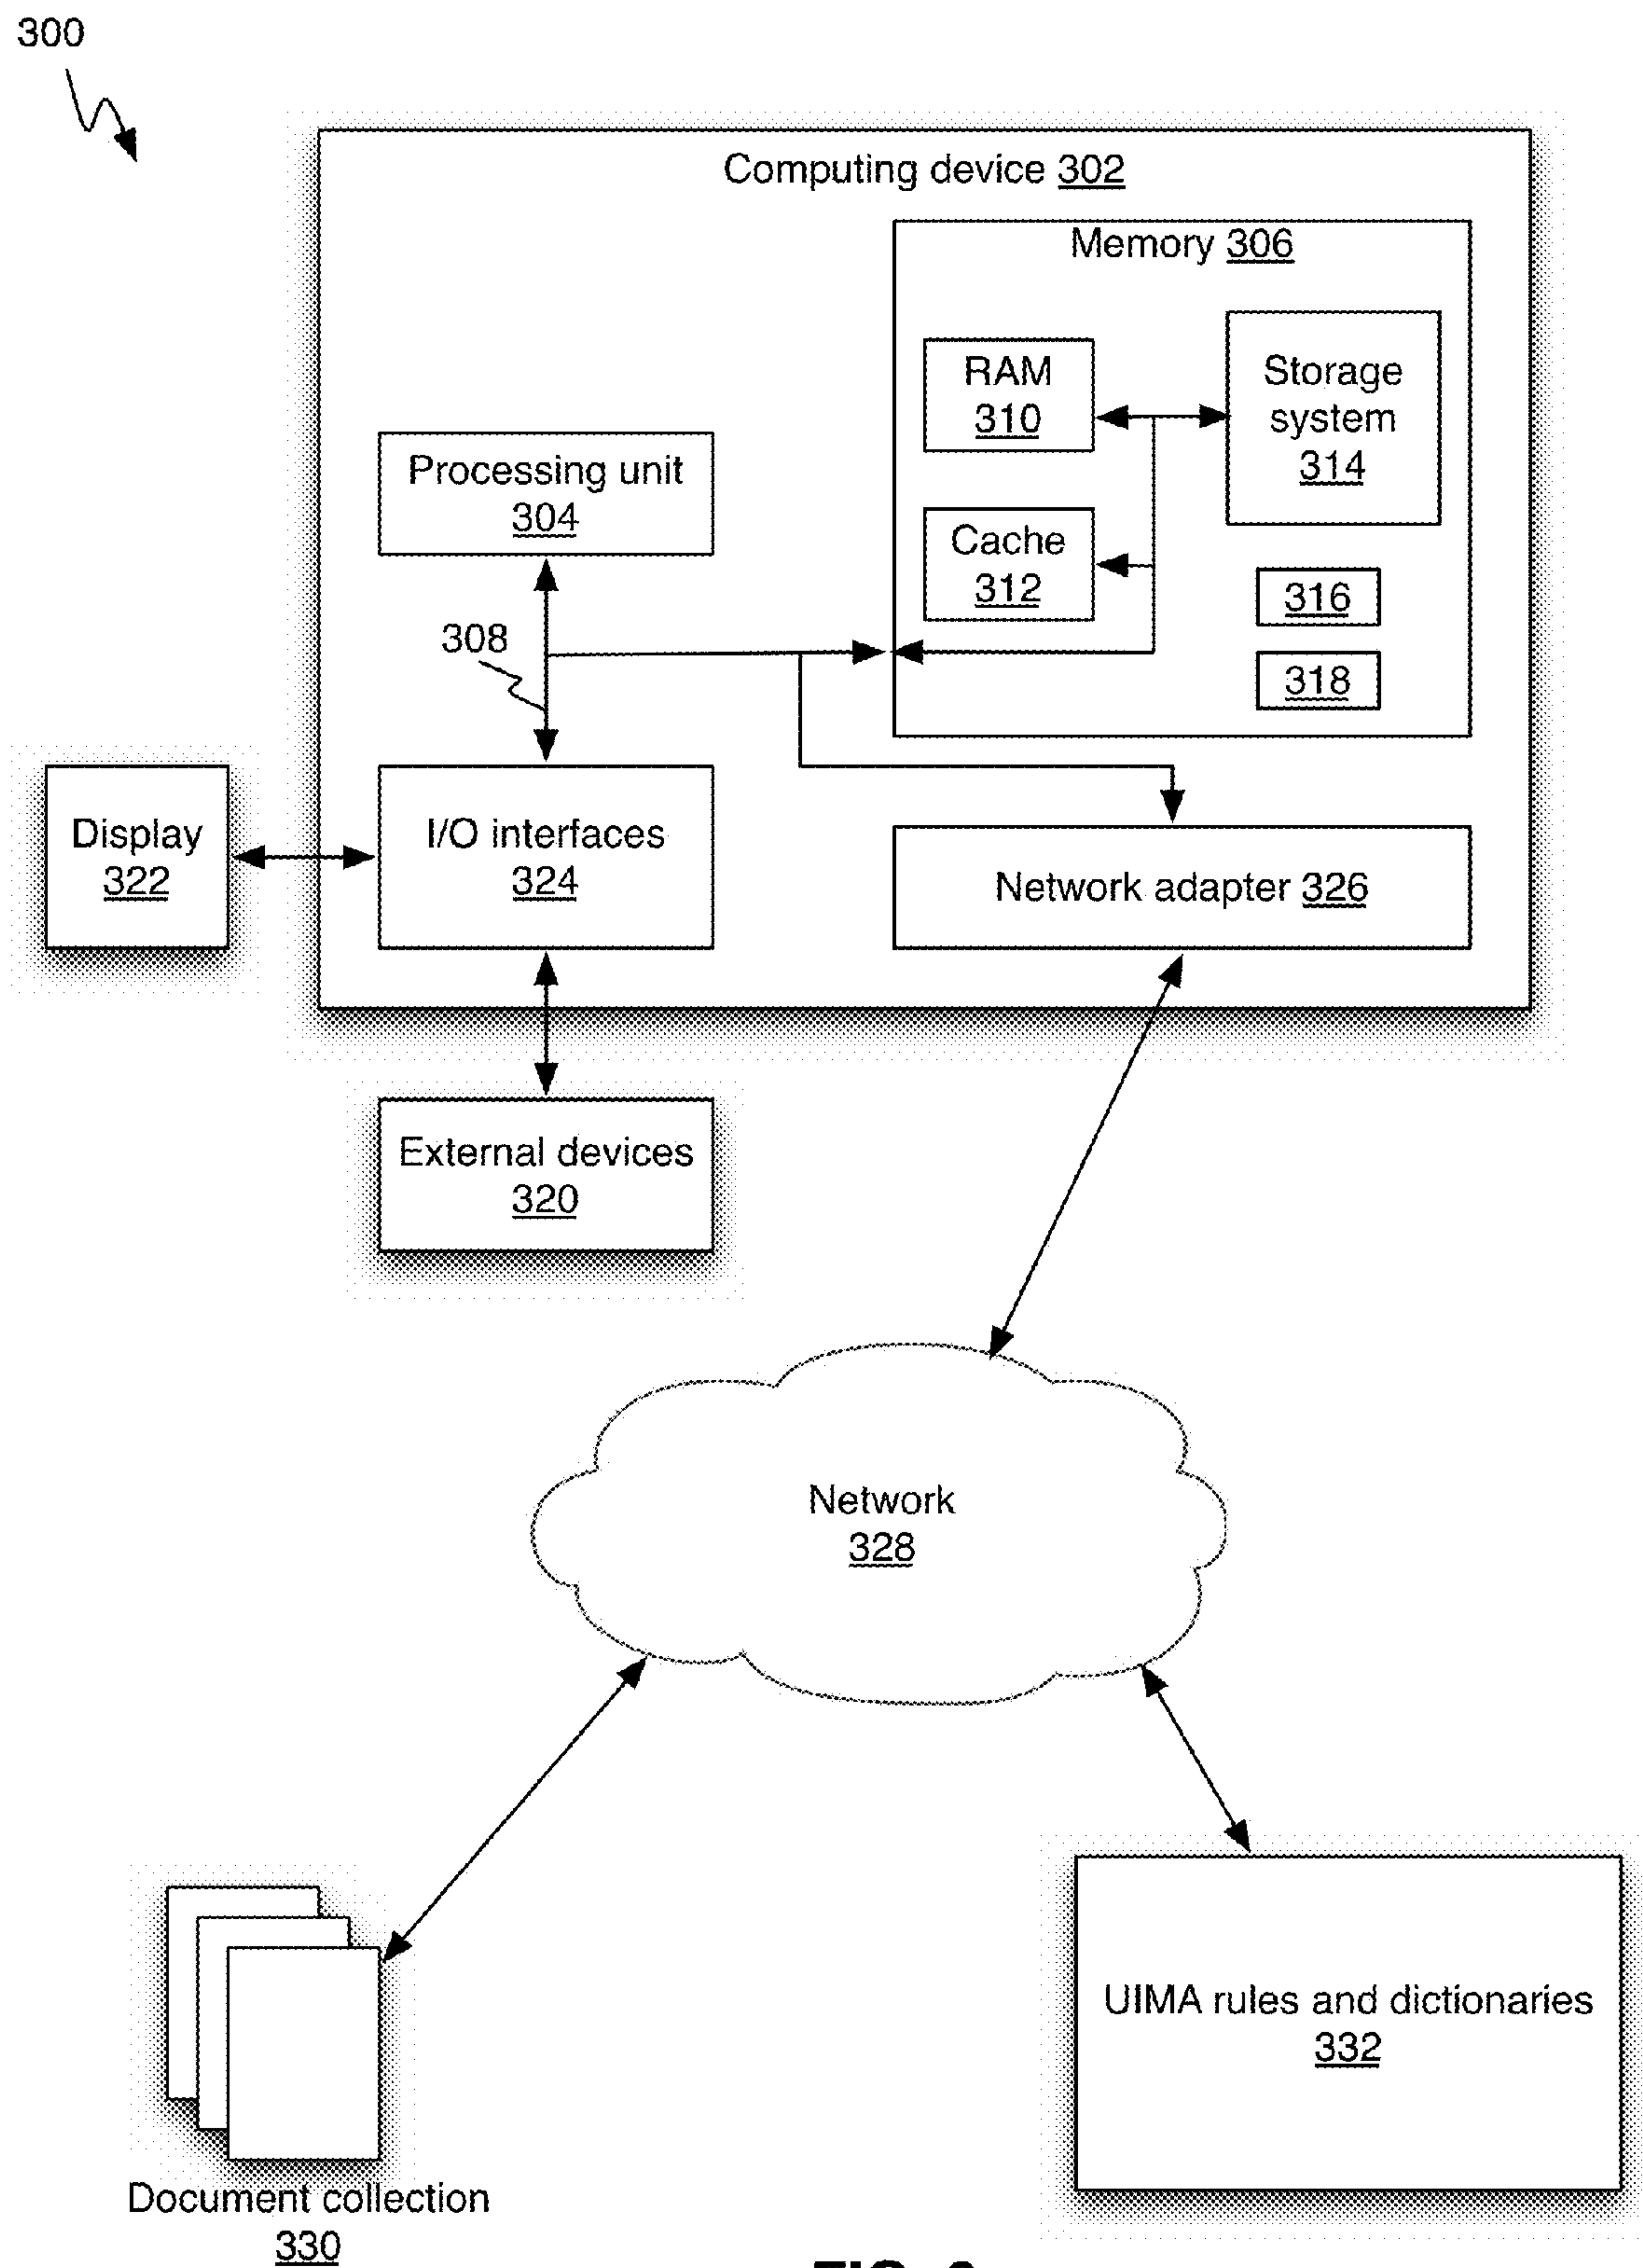 300
Computing device 302
Memory 306
RAM
310
Storage
system
314
Processing unit
304
Cache
312
316
308
318
Display
322
I/O interfaces
324
Network adapter 326
External devices
320
Network
328
UIMA rules and dictionaries
332
Document collection
330